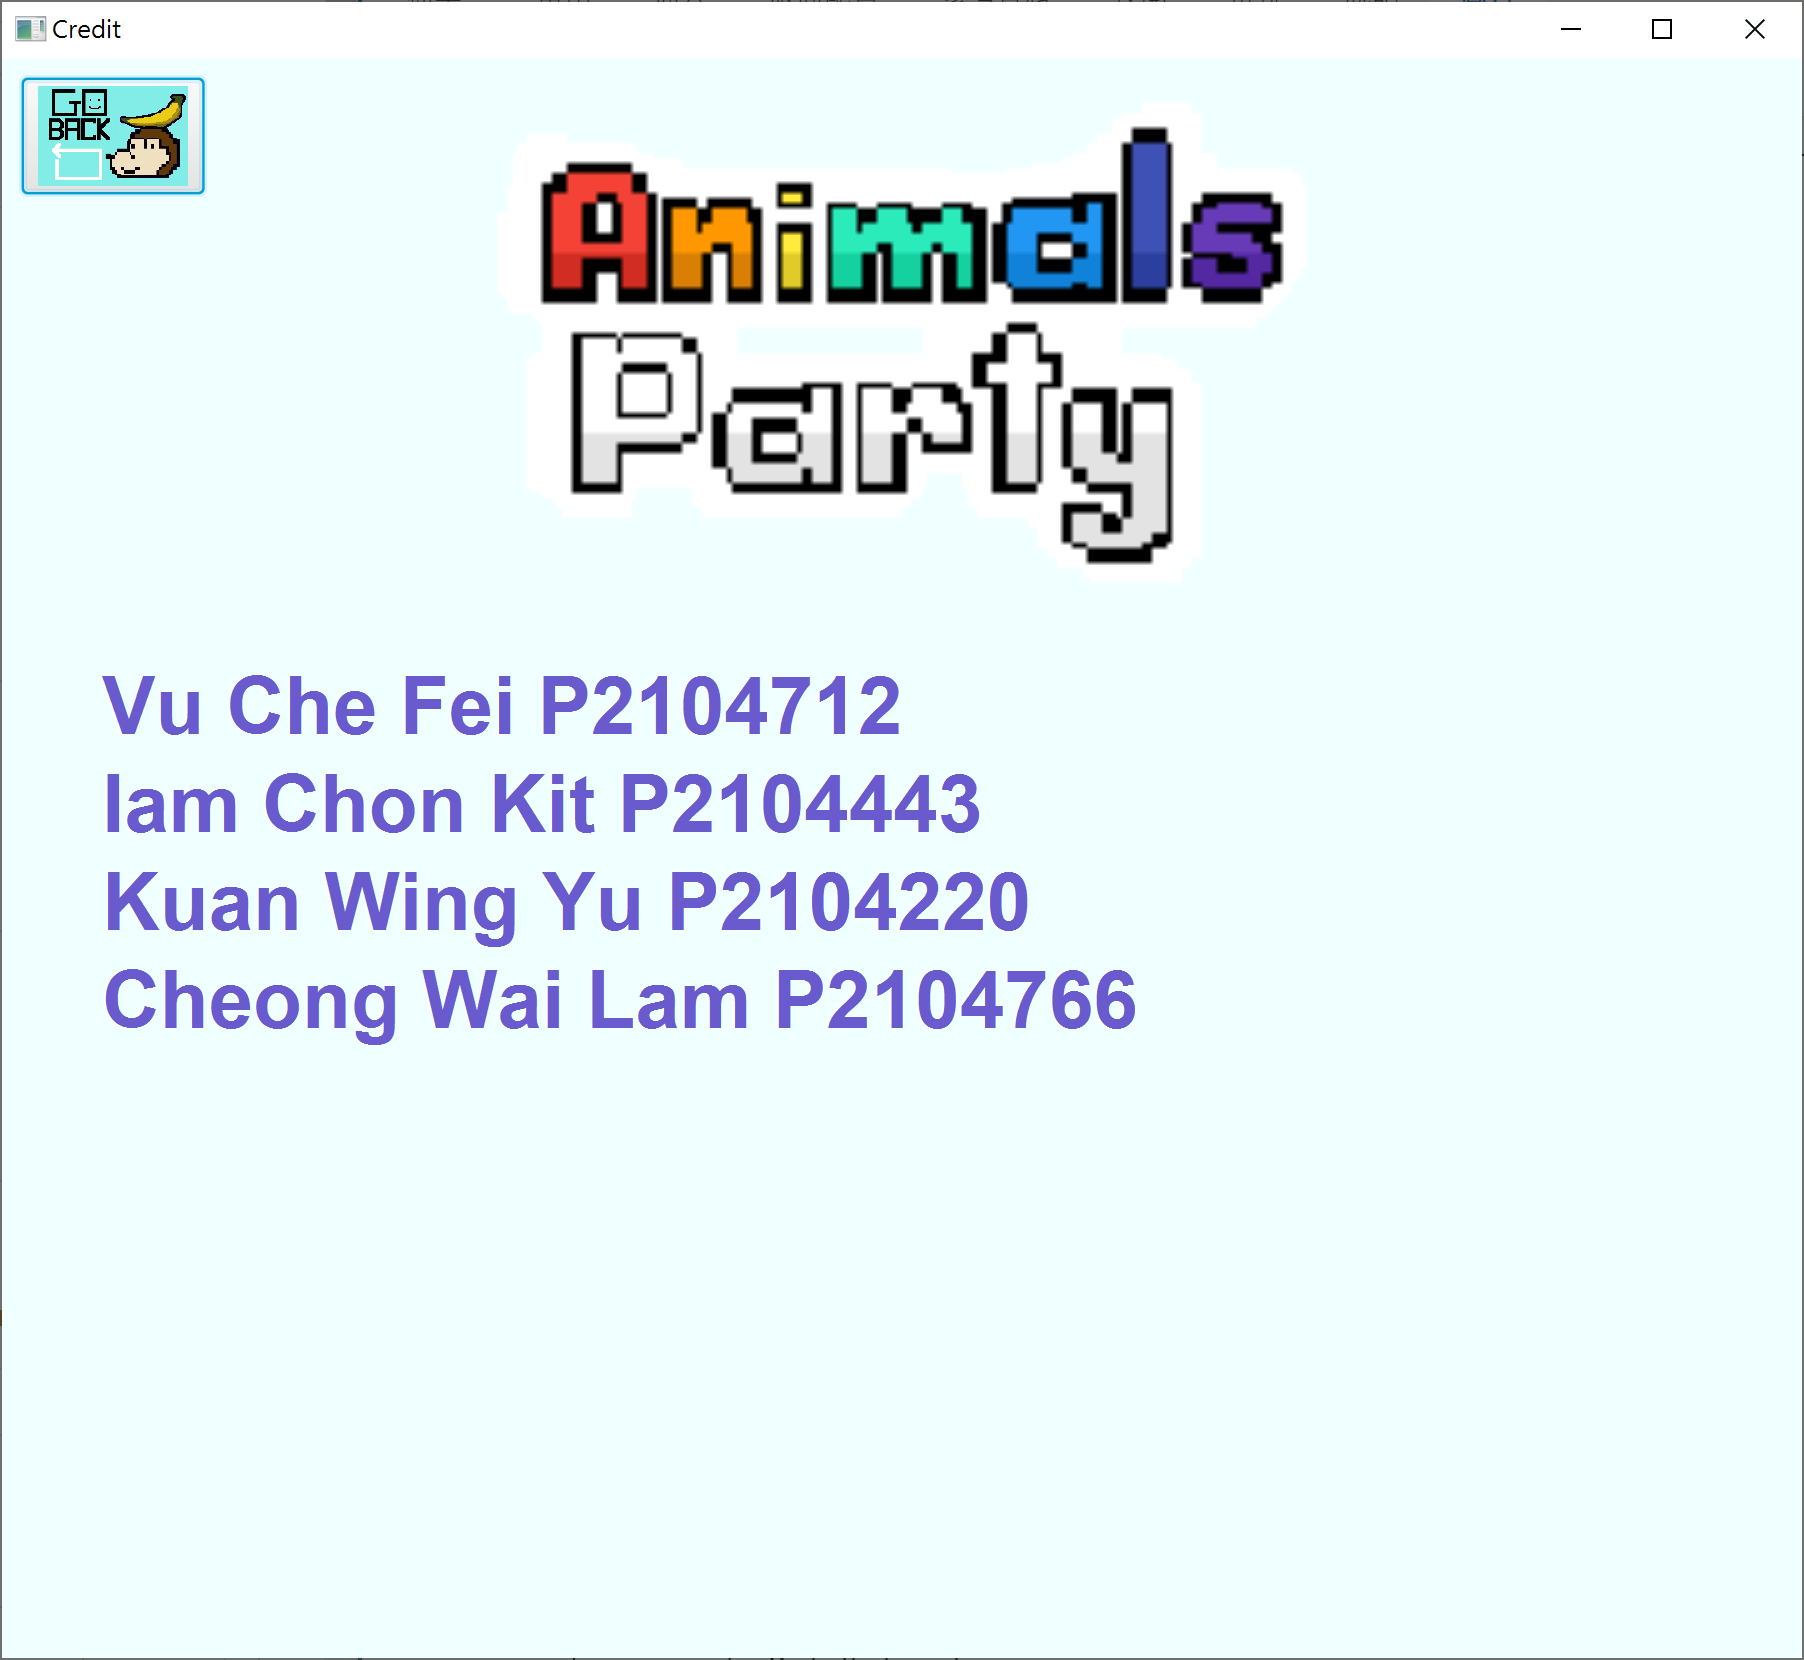 Credit
GO
BACK
Animals
Party
Vu Che Fei P2104712
Iam Chon Kit P2104443
Kuan Wing Yu P2104220
Cheong Wai Lam P2104766